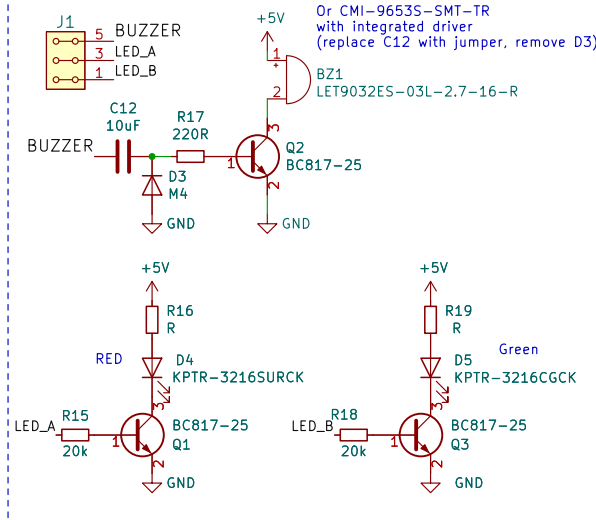 Or CMI-9653S-SMT-TR
with integrated driver
(replace C12 with jumper, remove D3)
+5V
J1
5 BUZZER
3 LED_A
1 LED_B
1
+
BZ1
2 LET9032ES-03L-2.7-16-R
C12
10uF
R17
220R
3
BUZZER
1
Q2
BC817-25
D3
M4
2
GND
GND
+5V
+5V
R16
R
R19
R
RED
D4
KPTR-3216SURCK
Green
D5
KPTR-3216CGCK
3
3
LED_A
R15
20k
1
BC817-25
Q1
2
GND
LED_B
R18
20k
1
BC817-25
Q3
2
GND